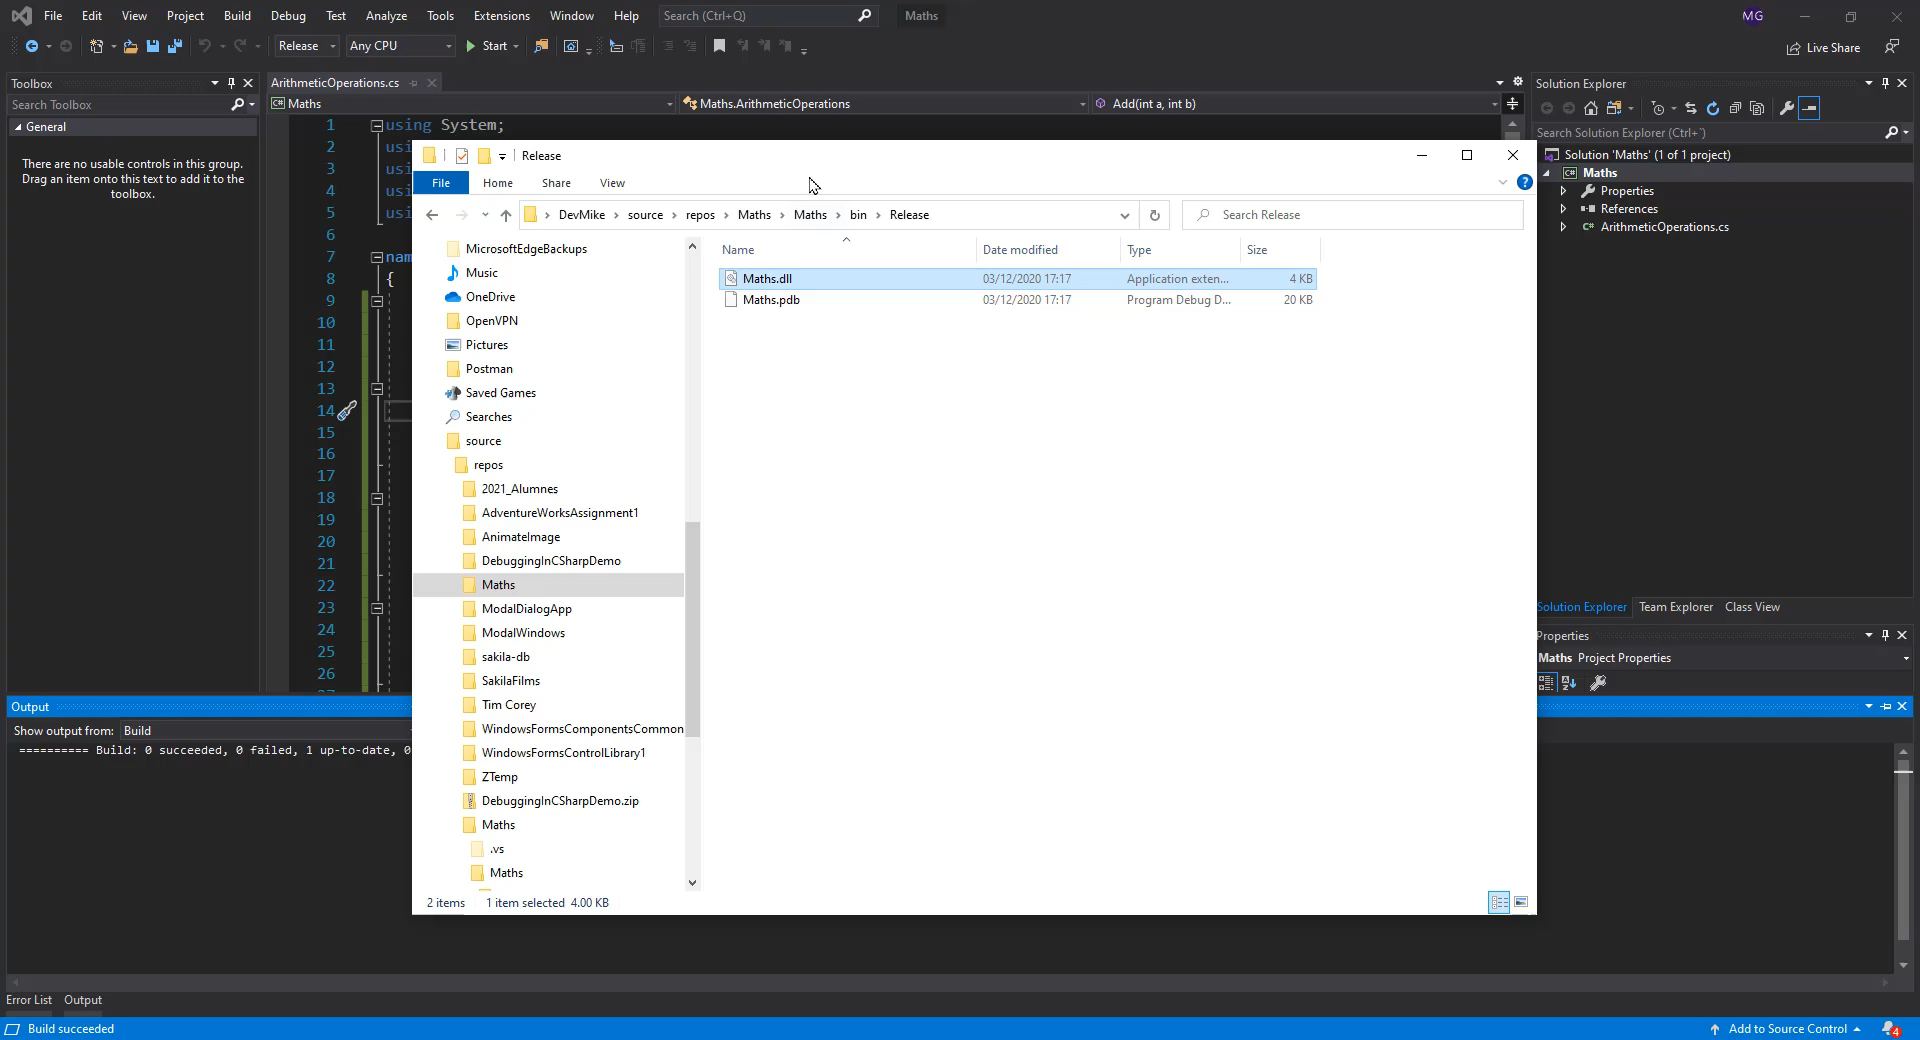 File Edit View Project Build Debug Test Analyze Tools Extensions Window Help Search (Ctrl+Q) Maths MG
Release Any CPU Start Live Share
Toolbox
Search Toolbox
General
There are no usable controls in this group.
Drag an item onto this text to add it to the
toolbox.
ArithmeticOperations.cs
Maths Maths.ArithmeticOperations Add(int a, int b)
1 using System;
2 usi
3 usi
4 usi
5 usi
6
7 nam
8 {
9
10
11
12
13
14
15
16
17
18
19
20
21
22
23
24
25
26
Release
File Home Share View
DevMike source repos Maths Maths bin Release
Search Release
MicrosoftEdgeBackups
Music
OneDrive
OpenVPN
Pictures
Postman
Saved Games
Searches
source
repos
2021_Alumnes
AdventureWorksAssignment1
AnimateImage
DebuggingInCSharpDemo
Maths
ModalDialogApp
ModalWindows
sakila-db
SakilaFilms
Tim Corey
WindowsFormsComponentsCommon
WindowsFormsControlLibrary1
ZTemp
DebuggingInCSharpDemo.zip
Maths
.vs
Maths
Name Date modified Type Size
Maths.dll 03/12/2020 17:17 Application exten... 4 KB
Maths.pdb 03/12/2020 17:17 Program Debug D... 20 KB
2 items 1 item selected 4.00 KB
Solution Explorer
Search Solution Explorer (Ctrl+¨)
Solution 'Maths' (1 of 1 project)
Maths
Properties
References
ArithmeticOperations.cs
Solution Explorer Team Explorer Class View
Properties
Maths Project Properties
Output
Show output from: Build
========== Build: 0 succeeded, 0 failed, 1 up-to-date, 0
Error List Output
Build succeeded
Add to Source Control 4